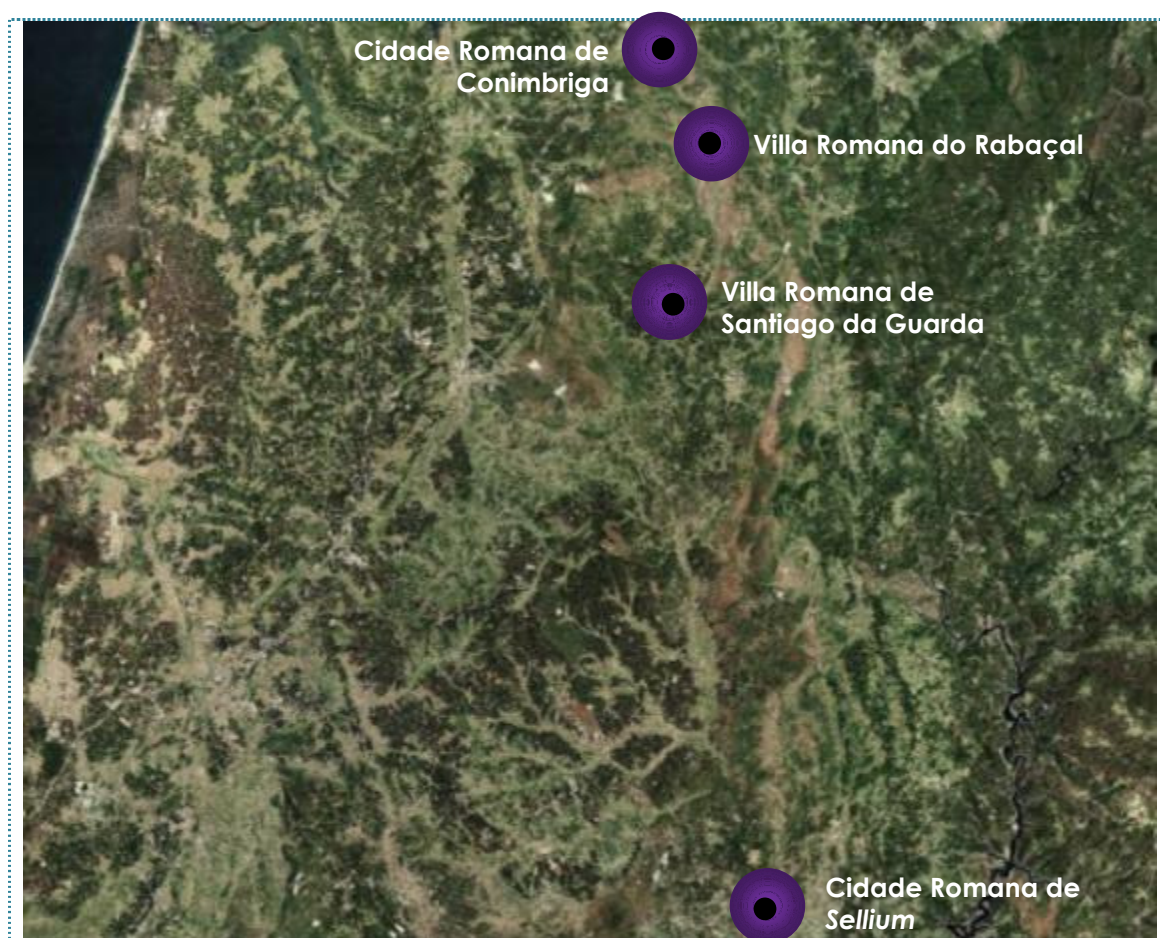 Cidade Romana de
Conimbriga
Villa Romana do Rabaçal
Villa Romana de
Santiago da Guarda
Cidade Romana de
Sellium